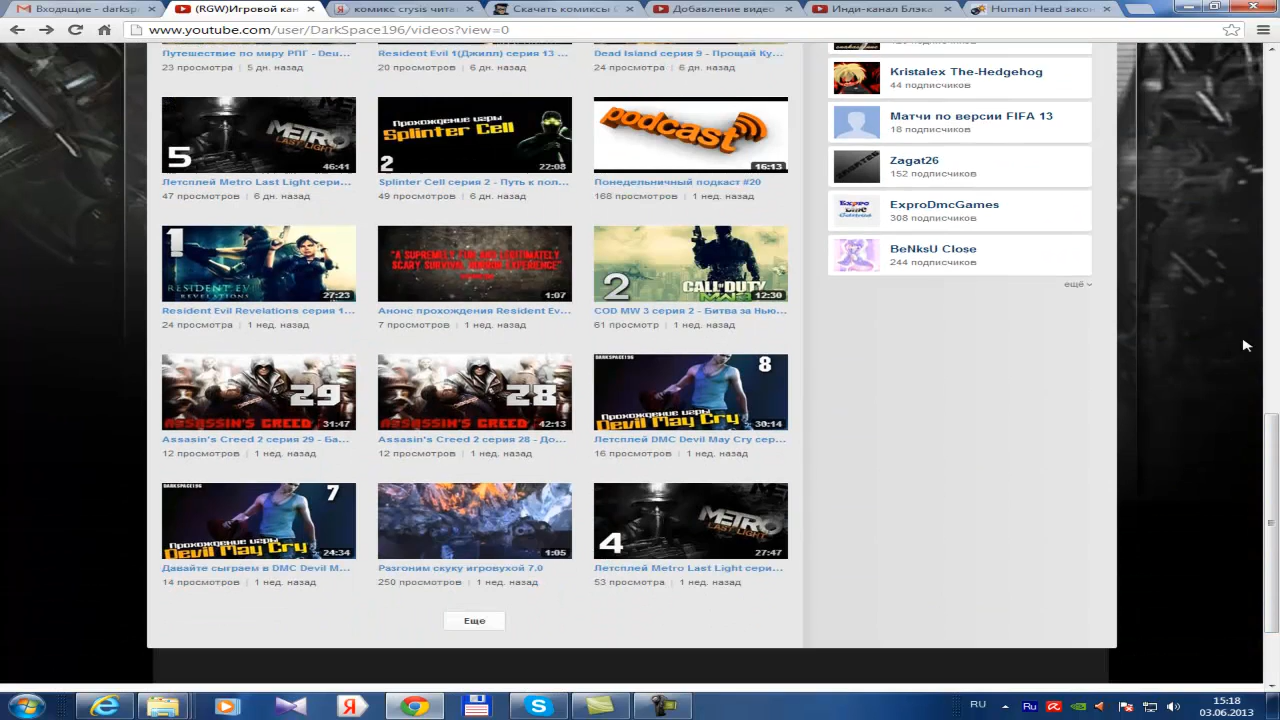 Входящие - darksp
(RGW)Игровой кан
комикс crysis читат
Скачать комиксы
Добавление видео
Инди-канал Блэка
Human Head закон
www.youtube.com/user/DarkSpace196/videos?view=0
Путешествие по миру РПГ - Deu...
Resident Evil 1(Джилл) серия 13 ...
Dead Island серия 9 - Прощай Ку...
23 просмотра | 5 дн. назад
20 просмотров | 6 дн. назад
24 просмотра | 6 дн. назад
METRO
LAST LIGHT
5
46:41
Прохождение игры
Splinter Cell
2
22:08
podcast
16:13
Летсплей Metro Last Light сери...
Splinter Cell серия 2 - Путь к пол...
Понедельничный подкаст #20
47 просмотров | 6 дн. назад
49 просмотров | 6 дн. назад
168 просмотров | 1 нед. назад
1
RESIDENT EVIL
REVELATIONS
27:23
"A SUPREMELY FUN AND LEGITIMATELY
SCARY SURVIVAL HORROR EXPERIENCE"
1:07
2
CALL OF DUTY
MW3
12:30
Resident Evil Revelations серия 1...
Анонс прохождения Resident Ev...
COD MW 3 серия 2 - Битва за Нью...
24 просмотра | 1 нед. назад
7 просмотров | 1 нед. назад
61 просмотр | 1 нед. назад
29
ASSASSIN'S CREED
31:47
28
ASSASSIN'S CREED
42:13
DARKSPACE196
8
Прохождение игры
Devil May Cry
30:14
Assasin's Creed 2 серия 29 - Ба...
Assasin's Creed 2 серия 28 - До...
Летсплей DMC Devil May Cry сер...
12 просмотров | 1 нед. назад
12 просмотров | 1 нед. назад
16 просмотров | 1 нед. назад
DARKSPACE196
7
Прохождение игры
Devil May Cry
24:34
1:05
METRO
LAST LIGHT
4
27:47
Давайте сыграем в DMC Devil M...
Разгоним скуку игровухой 7.0
Летсплей Metro Last Light сери...
14 просмотров | 1 нед. назад
250 просмотров | 1 нед. назад
53 просмотра | 1 нед. назад
Еще
Kristalex The-Hedgehog
44 подписчиков
Матчи по версии FIFA 13
18 подписчиков
Zagat26
152 подписчиков
Expro
DMC
Games
ExproDmcGames
308 подписчиков
BeNksU Close
244 подписчиков
ещё
RU
Ru
15:18
03.06.2013